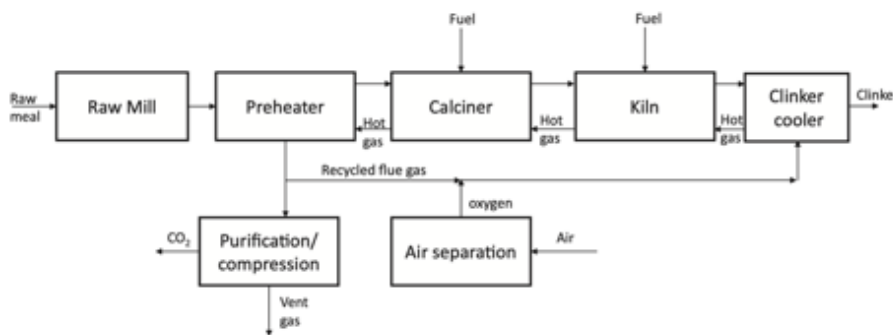 Fuel
Fuel
Raw
meal
Raw Mill
Preheater
Hot
gas
Calciner
Hot
gas
Kiln
Hot
gas
Clinker
cooler
Clinke
Recycled flue gas
oxygen
CO₂
Purification/
compression
Air separation
Air
Vent
gas